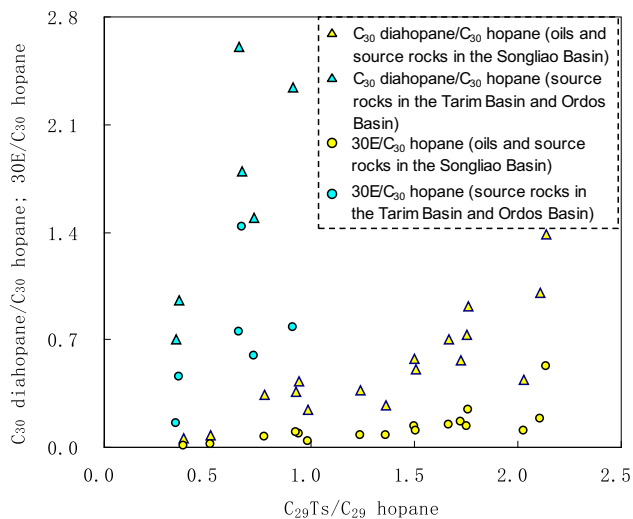 2.8
2.1
1.4
0.7
0.0
C₃₀ diahopane/C₃₀ hopane; 30E/C₃₀ hopane
C₃₀ diahopane/C₃₀ hopane (oils and
source rocks in the Songliao Basin)
C₃₀ diahopane/C₃₀ hopane (source
rocks in the Tarim Basin and Ordos
Basin)
30E/C₃₀ hopane (oils and source
rocks in the Songliao Basin)
30E/C₃₀ hopane (source rocks in
the Tarim Basin and Ordos Basin)
0.0 0.5 1.0 1.5 2.0 2.5
C₂₉Ts/C₂₉ hopane